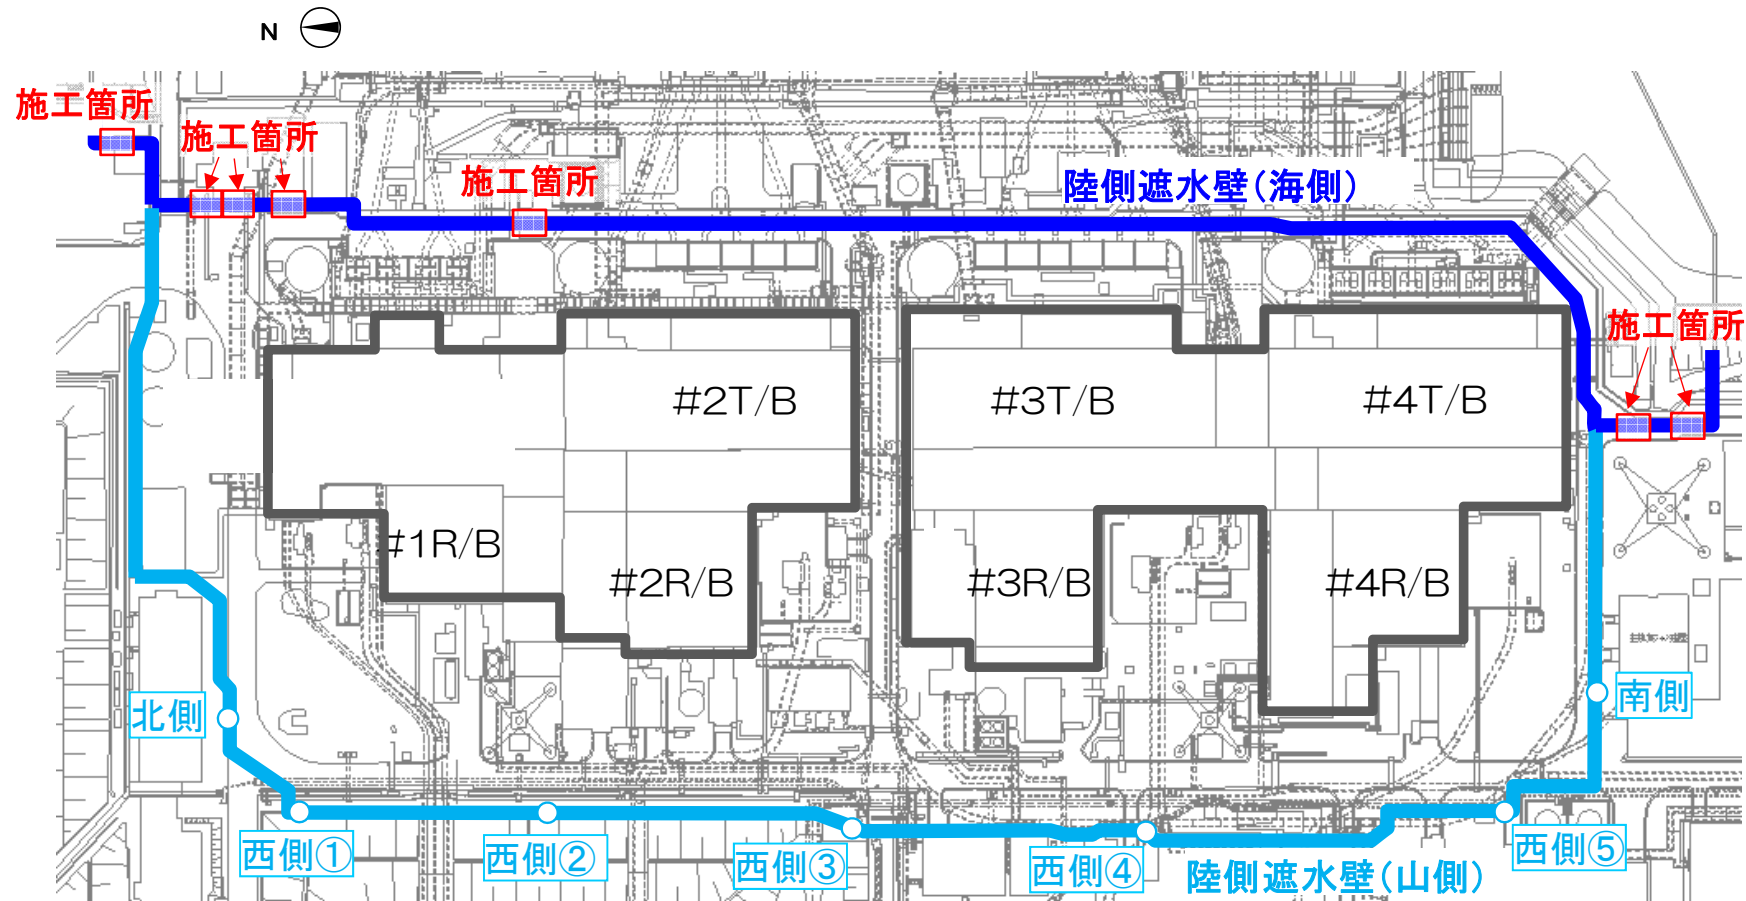 N
施工箇所
施工箇所
施工箇所
陸側遮水壁(海側)
施工箇所
#2T/B
#3T/B
#4T/B
#1R/B
#2R/B
#3R/B
#4R/B
北側
南側
西側①
西側②
西側③
西側④
西側⑤
陸側遮水壁(山側)